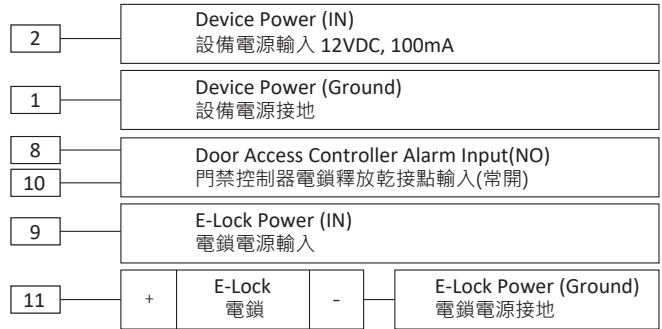 2
Device Power (IN)
設備電源輸入 12VDC, 100mA
1
Device Power (Ground)
設備電源接地
8
10
Door Access Controller Alarm Input(NO)
門禁控制器電鎖釋放乾接點輸入(常開)
9
E-Lock Power (IN)
電鎖電源輸入
11
+
E-Lock
電鎖
-
E-Lock Power (Ground)
電鎖電源接地